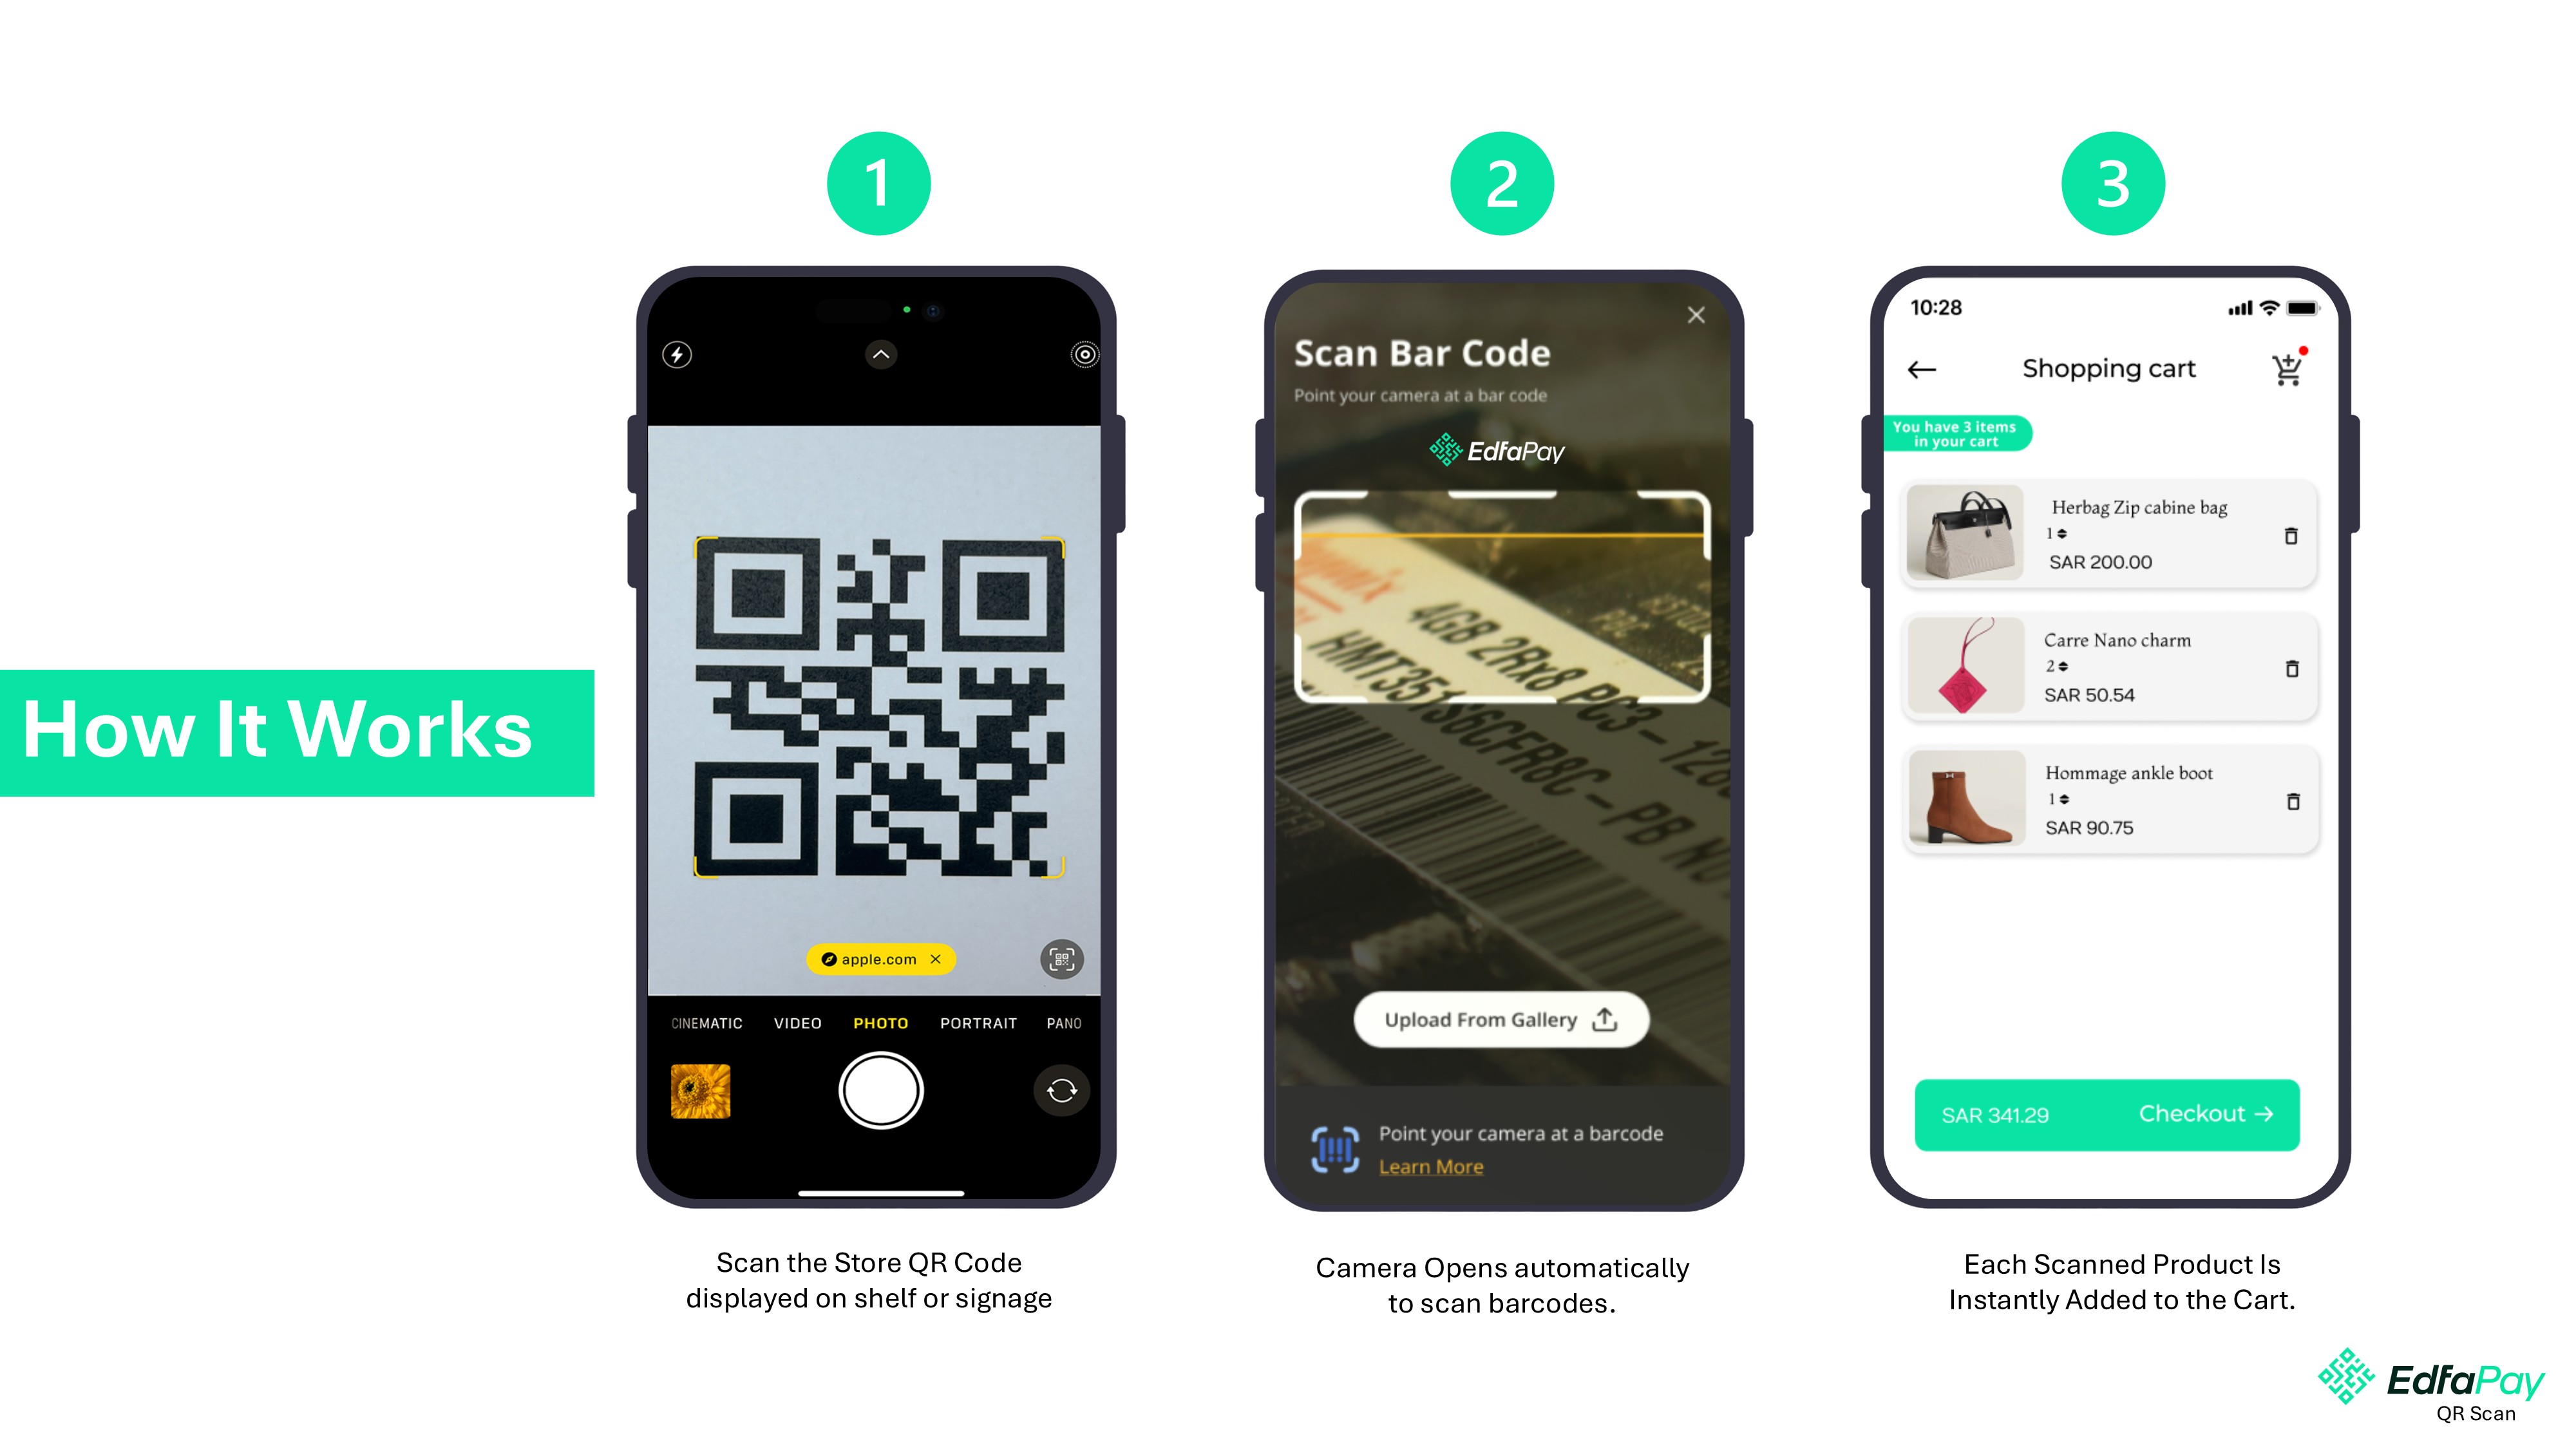 How It Works
1
CINEMATIC VIDEO PHOTO PORTRAIT PANO
apple.com
Scan the Store QR Code
displayed on shelf or signage
2
Scan Bar Code
Point your camera at a bar code
EdfaPay
4GB 2Rx8 PC3 – 128
HMT351S6CFR8C – PB N0
Upload From Gallery
Point your camera at a barcode
Learn More
Camera Opens automatically
to scan barcodes.
3
10:28
Shopping cart
You have 3 items
in your cart
Herbag Zip cabine bag
1
SAR 200.00
Carre Nano charm
2
SAR 50.54
Hommage ankle boot
1
SAR 90.75
SAR 341.29 Checkout →
Each Scanned Product Is
Instantly Added to the Cart.
EdfaPay
QR Scan